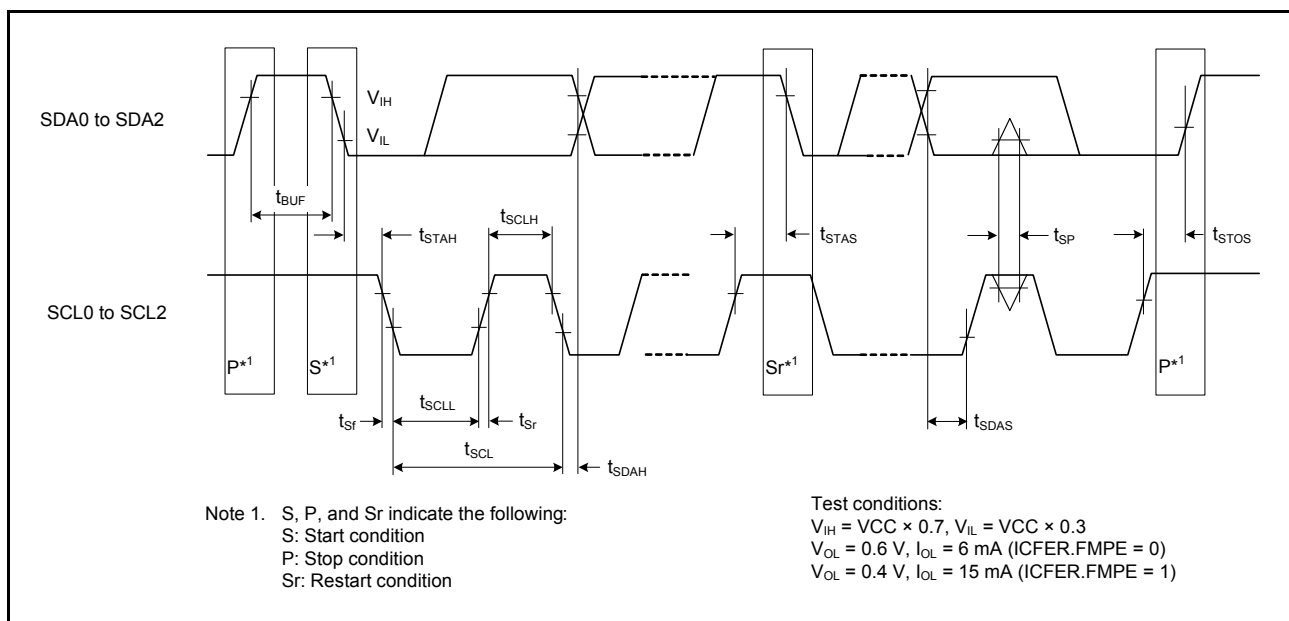 SDA0 to SDA2
VIH
VIL
tBUF
tSTAH
tSCLH
tSTAS
tSP
tSTOS
SCL0 to SCL2
P*1
S*1
Sr*1
P*1
tSf
tSCLL
tSr
tSDAS
tSCL
tSDAH
Note 1. S, P, and Sr indicate the following:
S: Start condition
P: Stop condition
Sr: Restart condition
Test conditions:
VIH = VCC × 0.7, VIL = VCC × 0.3
VOL = 0.6 V, IOL = 6 mA (ICFER.FMPE = 0)
VOL = 0.4 V, IOL = 15 mA (ICFER.FMPE = 1)